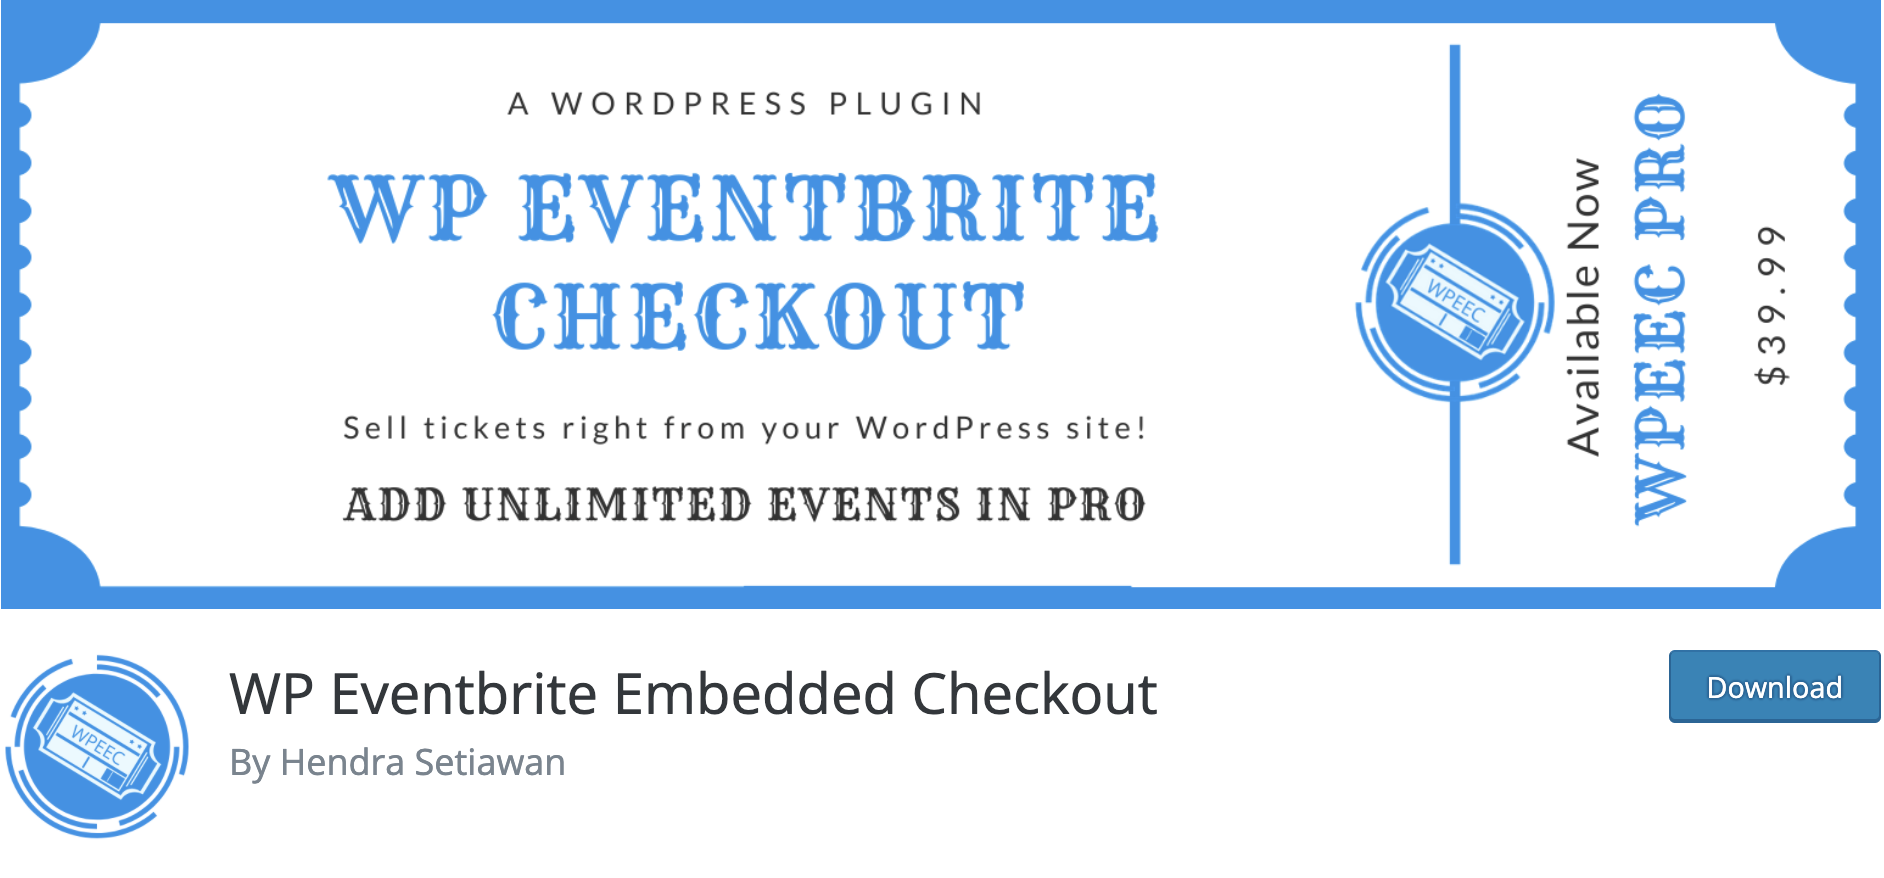 A WORDPRESS PLUGIN
WP EVENTBRITE
CHECKOUT
Sell tickets right from your WordPress site!
ADD UNLIMITED EVENTS IN PRO
WPEEC
Available Now
WPEEC PRO
$39.99
WPEEC
WP Eventbrite Embedded Checkout
By Hendra Setiawan
Download